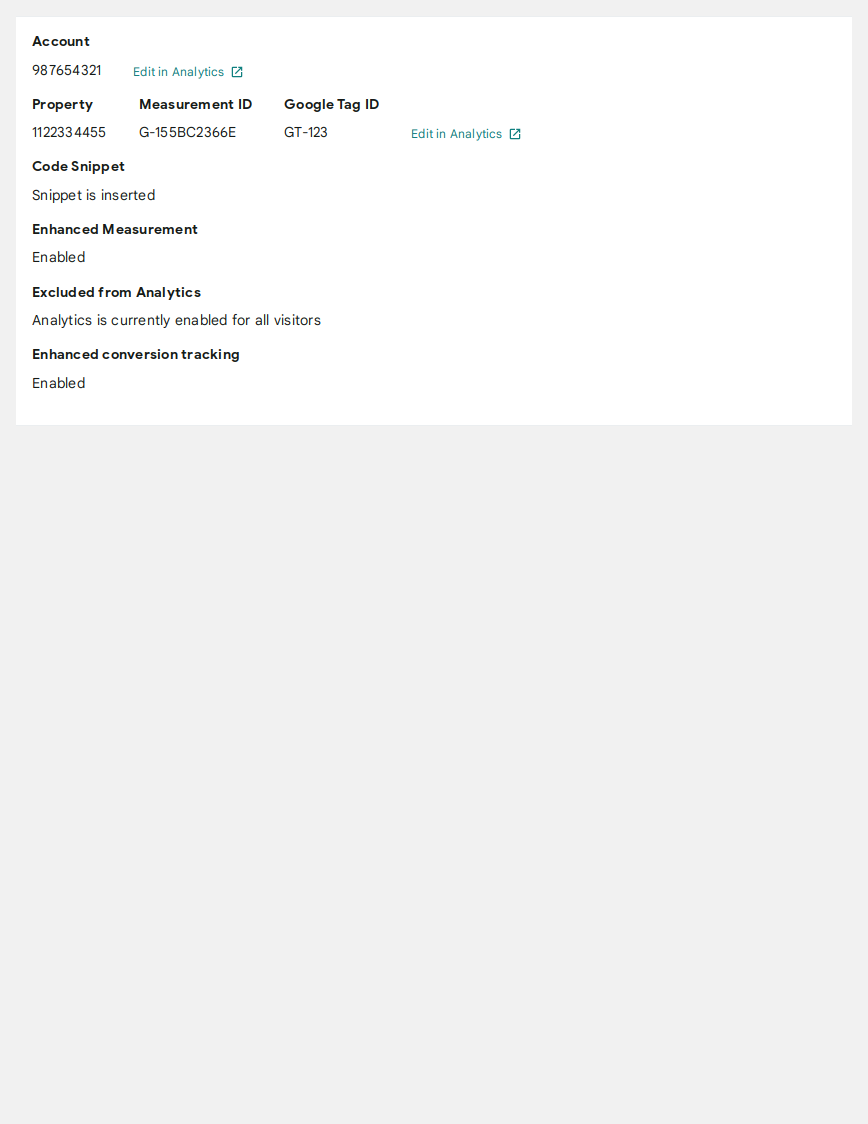 Account
987654321 Edit in Analytics
Property Measurement ID Google Tag ID
1122334455 G-155BC2366E GT-123 Edit in Analytics
Code Snippet
Snippet is inserted
Enhanced Measurement
Enabled
Excluded from Analytics
Analytics is currently enabled for all visitors
Enhanced conversion tracking
Enabled